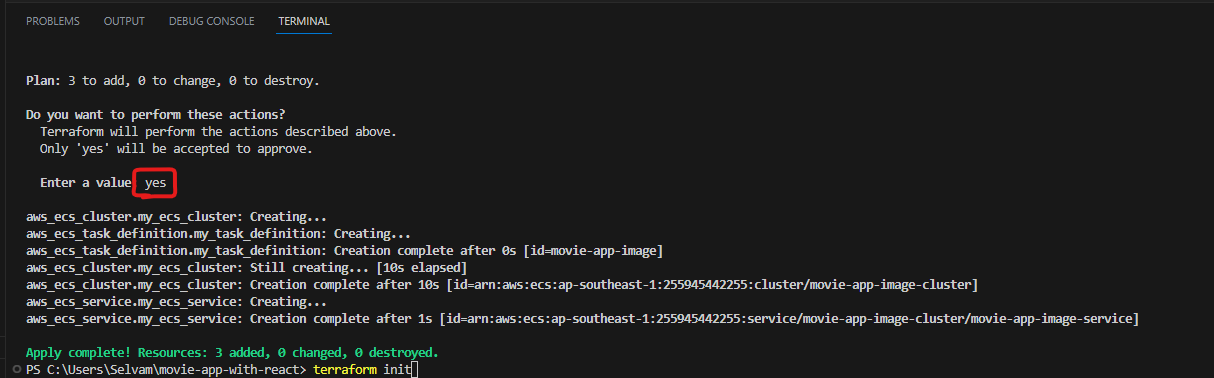 PROBLEMS OUTPUT DEBUG CONSOLE TERMINAL
Plan: 3 to add, 0 to change, 0 to destroy.
Do you want to perform these actions?
Terraform will perform the actions described above.
Only 'yes' will be accepted to approve.
Enter a value: yes
aws_ecs_cluster.my_ecs_cluster: Creating...
aws_ecs_task_definition.my_task_definition: Creating...
aws_ecs_task_definition.my_task_definition: Creation complete after 0s [id=movie-app-image]
aws_ecs_cluster.my_ecs_cluster: Still creating... [10s elapsed]
aws_ecs_cluster.my_ecs_cluster: Creation complete after 10s [id=arn:aws:ecs:ap-southeast-1:255945442255:cluster/movie-app-image-cluster]
aws_ecs_service.my_ecs_service: Creating...
aws_ecs_service.my_ecs_service: Creation complete after 1s [id=arn:aws:ecs:ap-southeast-1:255945442255:service/movie-app-image-cluster/movie-app-image-service]
Apply complete! Resources: 3 added, 0 changed, 0 destroyed.
PS C:\Users\Selvam\movie-app-with-react> terraform init